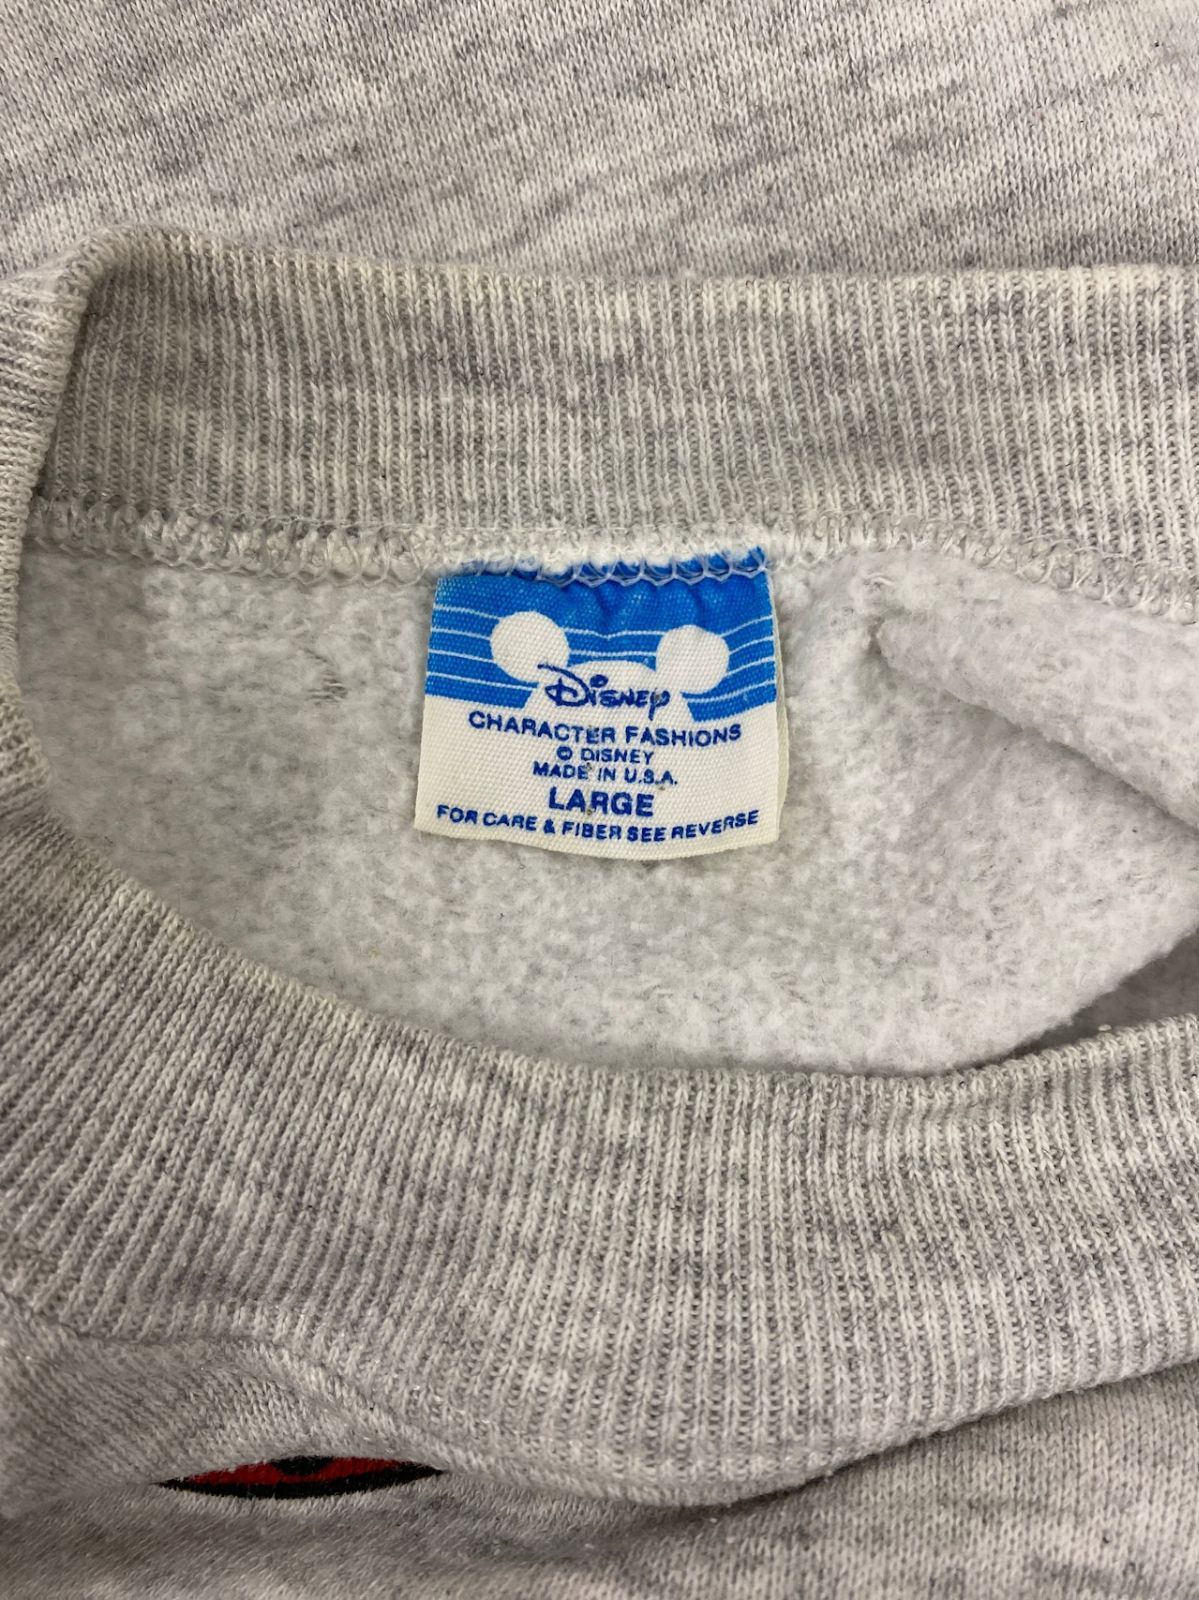 Disney
CHARACTER FASHIONS
© DISNEY
MADE IN U.S.A.
LARGE
FOR CARE & FIBER SEE REVERSE